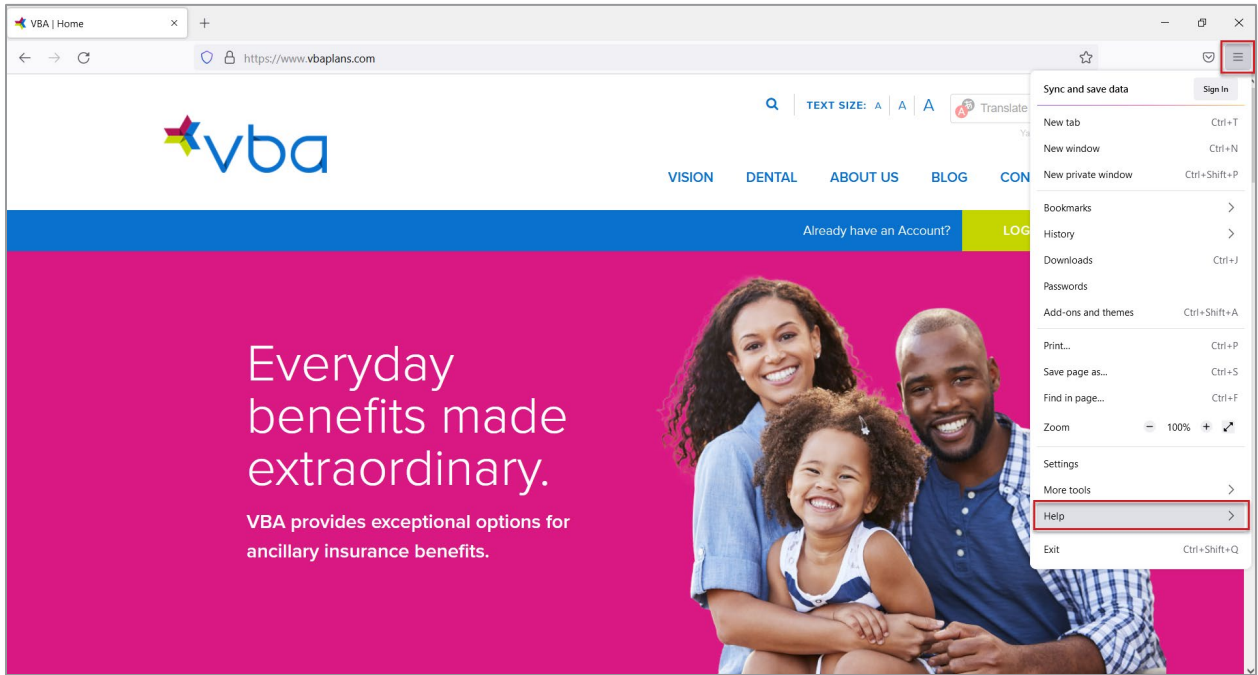 VBA | Home
https://www.vbaplans.com
Sync and save data Sign In
TEXT SIZE: A A A
Translate
Ya
vba
VISION DENTAL ABOUT US BLOG CON
Already have an Account? LOG
Everyday
benefits made
extraordinary.
VBA provides exceptional options for
ancillary insurance benefits.
New tab Ctrl+T
New window Ctrl+N
New private window Ctrl+Shift+P
Bookmarks
History
Downloads Ctrl+J
Passwords
Add-ons and themes Ctrl+Shift+A
Print... Ctrl+P
Save page as... Ctrl+S
Find in page... Ctrl+F
Zoom − 100% +
Settings
More tools
Help
Exit Ctrl+Shift+Q